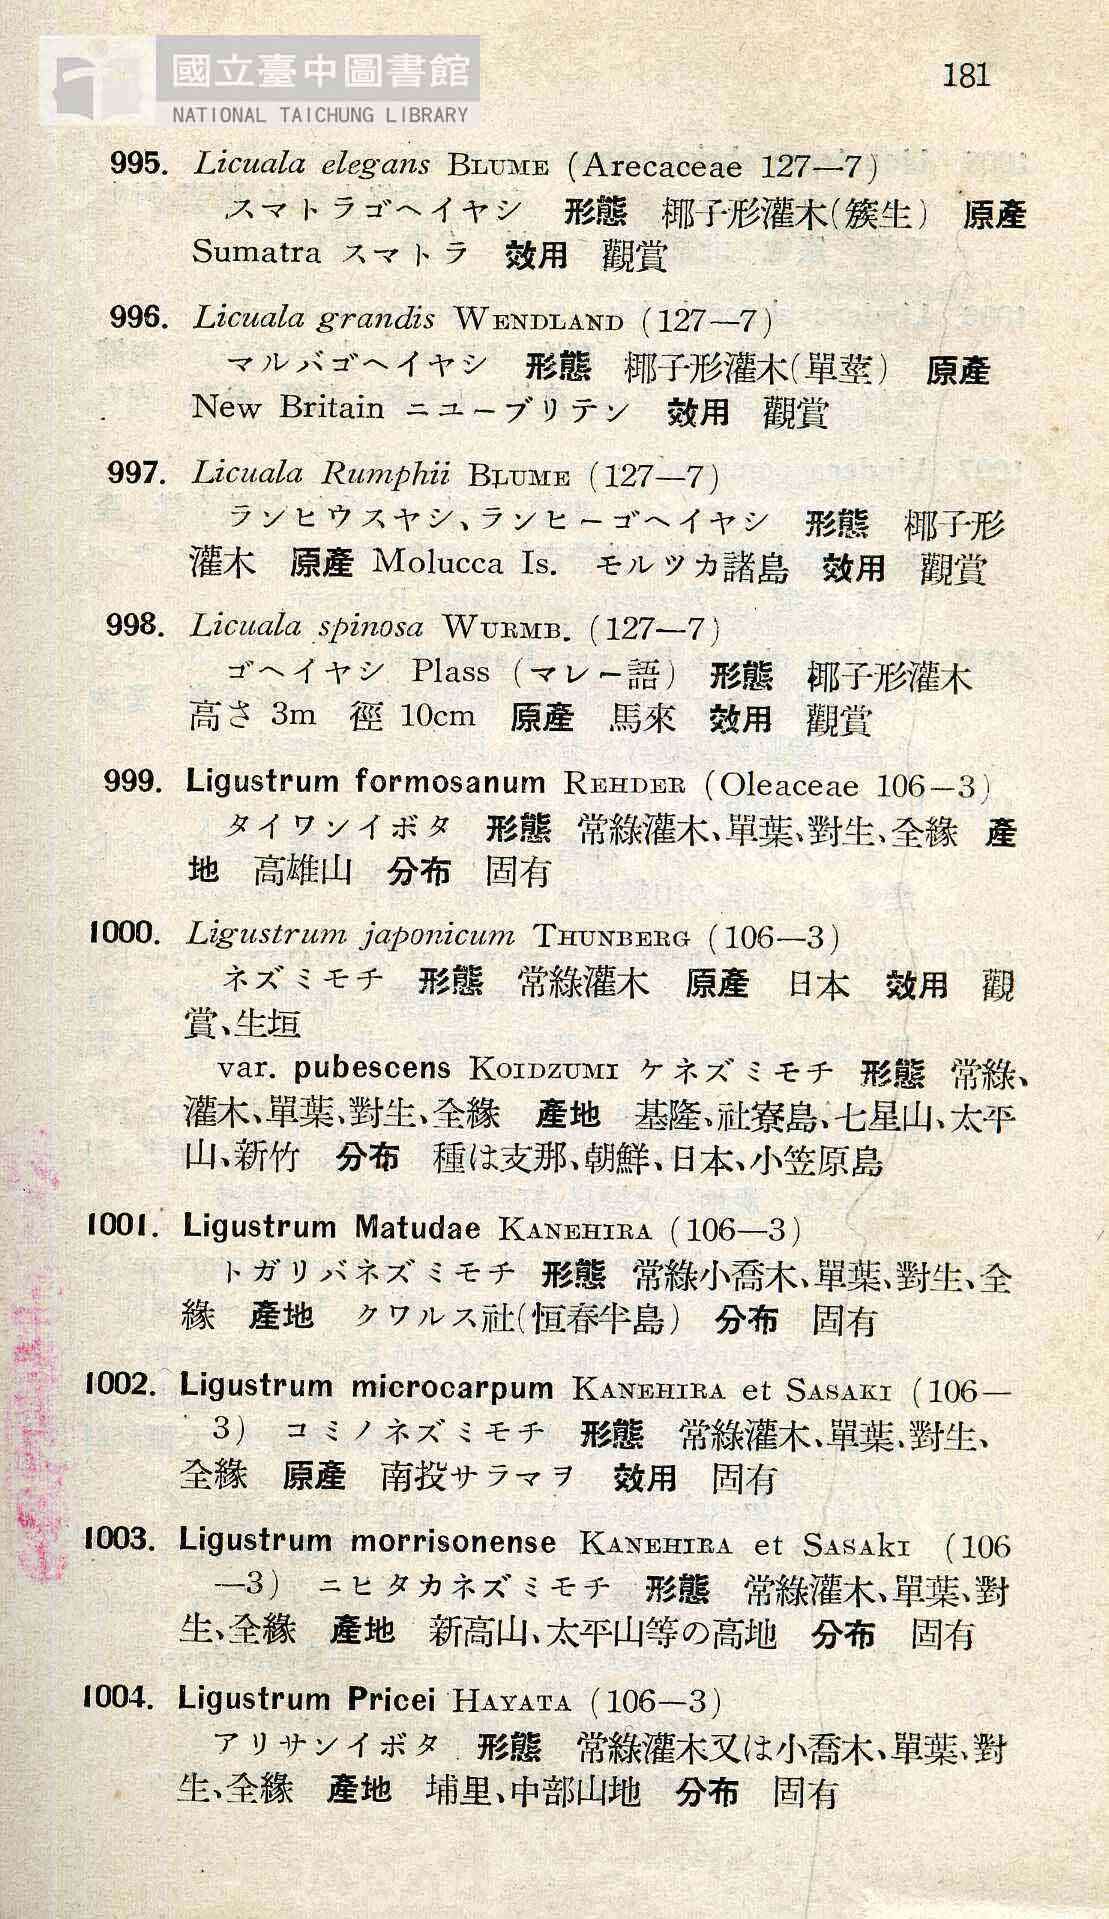 國立臺中圖書館
NATIONAL TAICHUNG LIBRARY
181
995. Licuala elegans BLUME (Arecaceae 127—7)
スマトラゴヘイヤシ 形態 椰子形灌木(簇生) 原產
Sumatra スマトラ 效用 觀賞
996. Licuala grandis WENDLAND (127—7)
マルバゴヘイヤシ 形態 椰子形灌木(單莖) 原產
New Britain ニユーブリテン 效用 觀賞
997. Licuala Rumphii BLUME (127—7)
ランヒウスヤシ、ランヒーゴヘイヤシ 形態 椰子形
灌木 原產 Molucca Is. モルツカ諸島 效用 觀賞
998. Licuala spinosa WURMB. (127—7)
ゴヘイヤシ Plass (マレー語) 形態 椰子形灌木
高さ 3m 徑 10cm 原產 馬來 效用 觀賞
999. Ligustrum formosanum REHDER (Oleaceae 106—3)
タイワンイボタ 形態 常綠灌木、單葉、對生、全緣 產
地 高雄山 分布 固有
1000. Ligustrum japonicum THUNBERG (106—3)
ネズミモチ 形態 常綠灌木 原產 日本 效用 觀
賞、生垣
var. pubescens KOIDZUMI ケネズミモチ 形態 常綠、
灌木、單葉、對生、全緣 產地 基隆、社寮島、七星山、太平
山、新竹 分布 種は支那、朝鮮、日本、小笠原島
1001. Ligustrum Matudae KANEHIRA (106—3)
トガリバネズミモチ 形態 常綠小喬木、單葉、對生、全
緣 產地 クワルス社(恒春半島) 分布 固有
1002. Ligustrum microcarpum KANEHIRA et SASAKI (106—
3) コミノネズミモチ 形態 常綠灌木、單葉、對生、
全緣 原產 南投サラマヲ 效用 固有
1003. Ligustrum morrisonense KANEHIRA et SASAkI (106
—3) ニヒタカネズミモチ 形態 常綠灌木、單葉、對
生、全緣 產地 新高山、太平山等の高地 分布 固有
1004. Ligustrum Pricei HAYATA (106—3)
アリサンイボタ 形態 常綠灌木又は小喬木、單葉、對
生、全緣 產地 埔里、中部山地 分布 固有